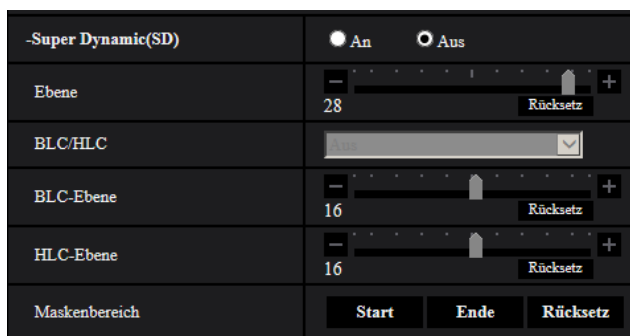 -Super Dynamic(SD) An Aus
Ebene
28 Rücksetz
BLC/HLC Aus
BLC-Ebene
16 Rücksetz
HLC-Ebene
16 Rücksetz
Maskenbereich Start Ende Rücksetz